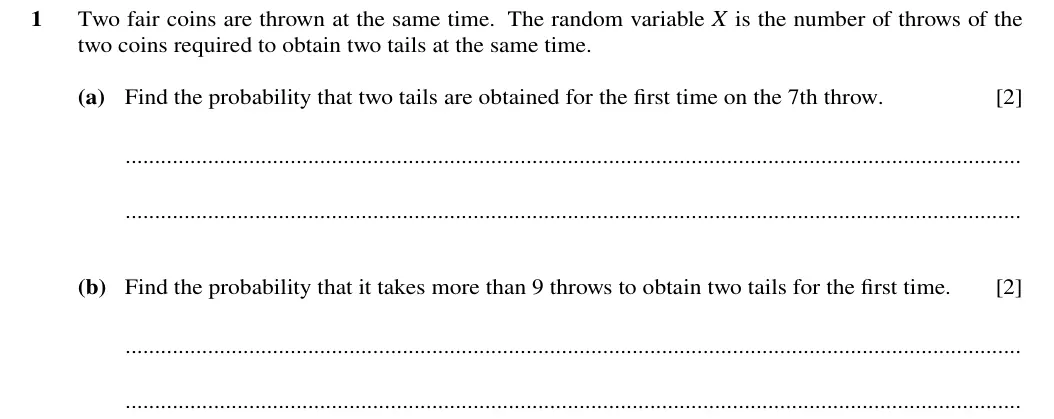 1 Two fair coins are thrown at the same time. The random variable X is the number of throws of the
two coins required to obtain two tails at the same time.
(a) Find the probability that two tails are obtained for the first time on the 7th throw. [2]
(b) Find the probability that it takes more than 9 throws to obtain two tails for the first time. [2]